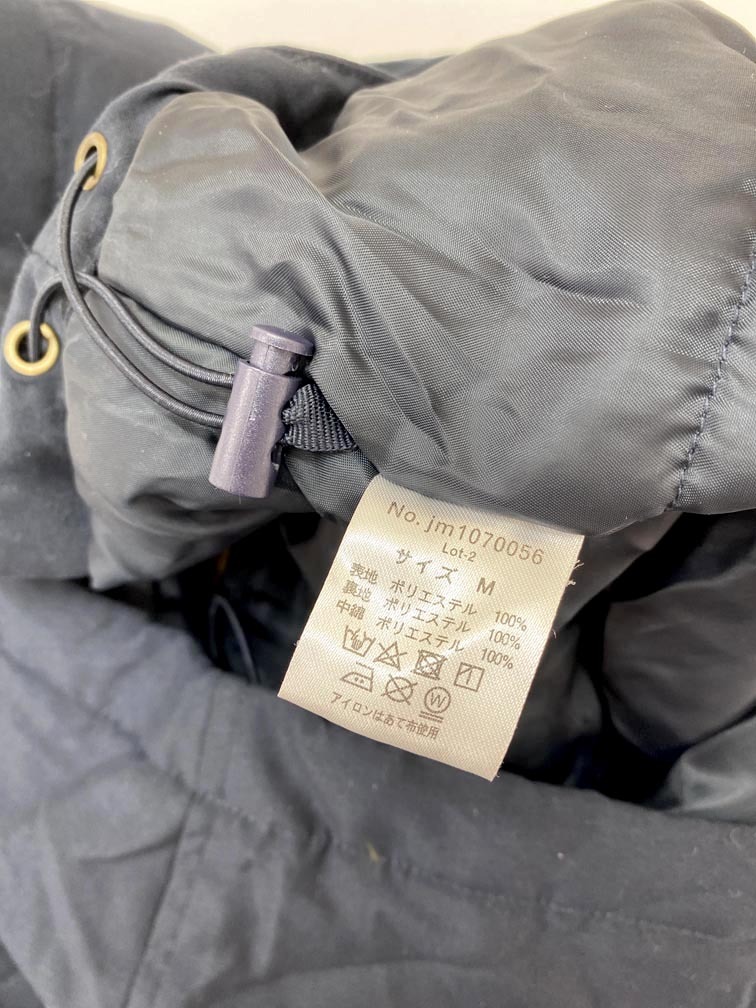 No. jm1070056
Lot-2
サイズ M
表地 ポリエステル 100%
裏地 ポリエステル 100%
中綿 ポリエステル 100%
W
アイロンはあて布使用